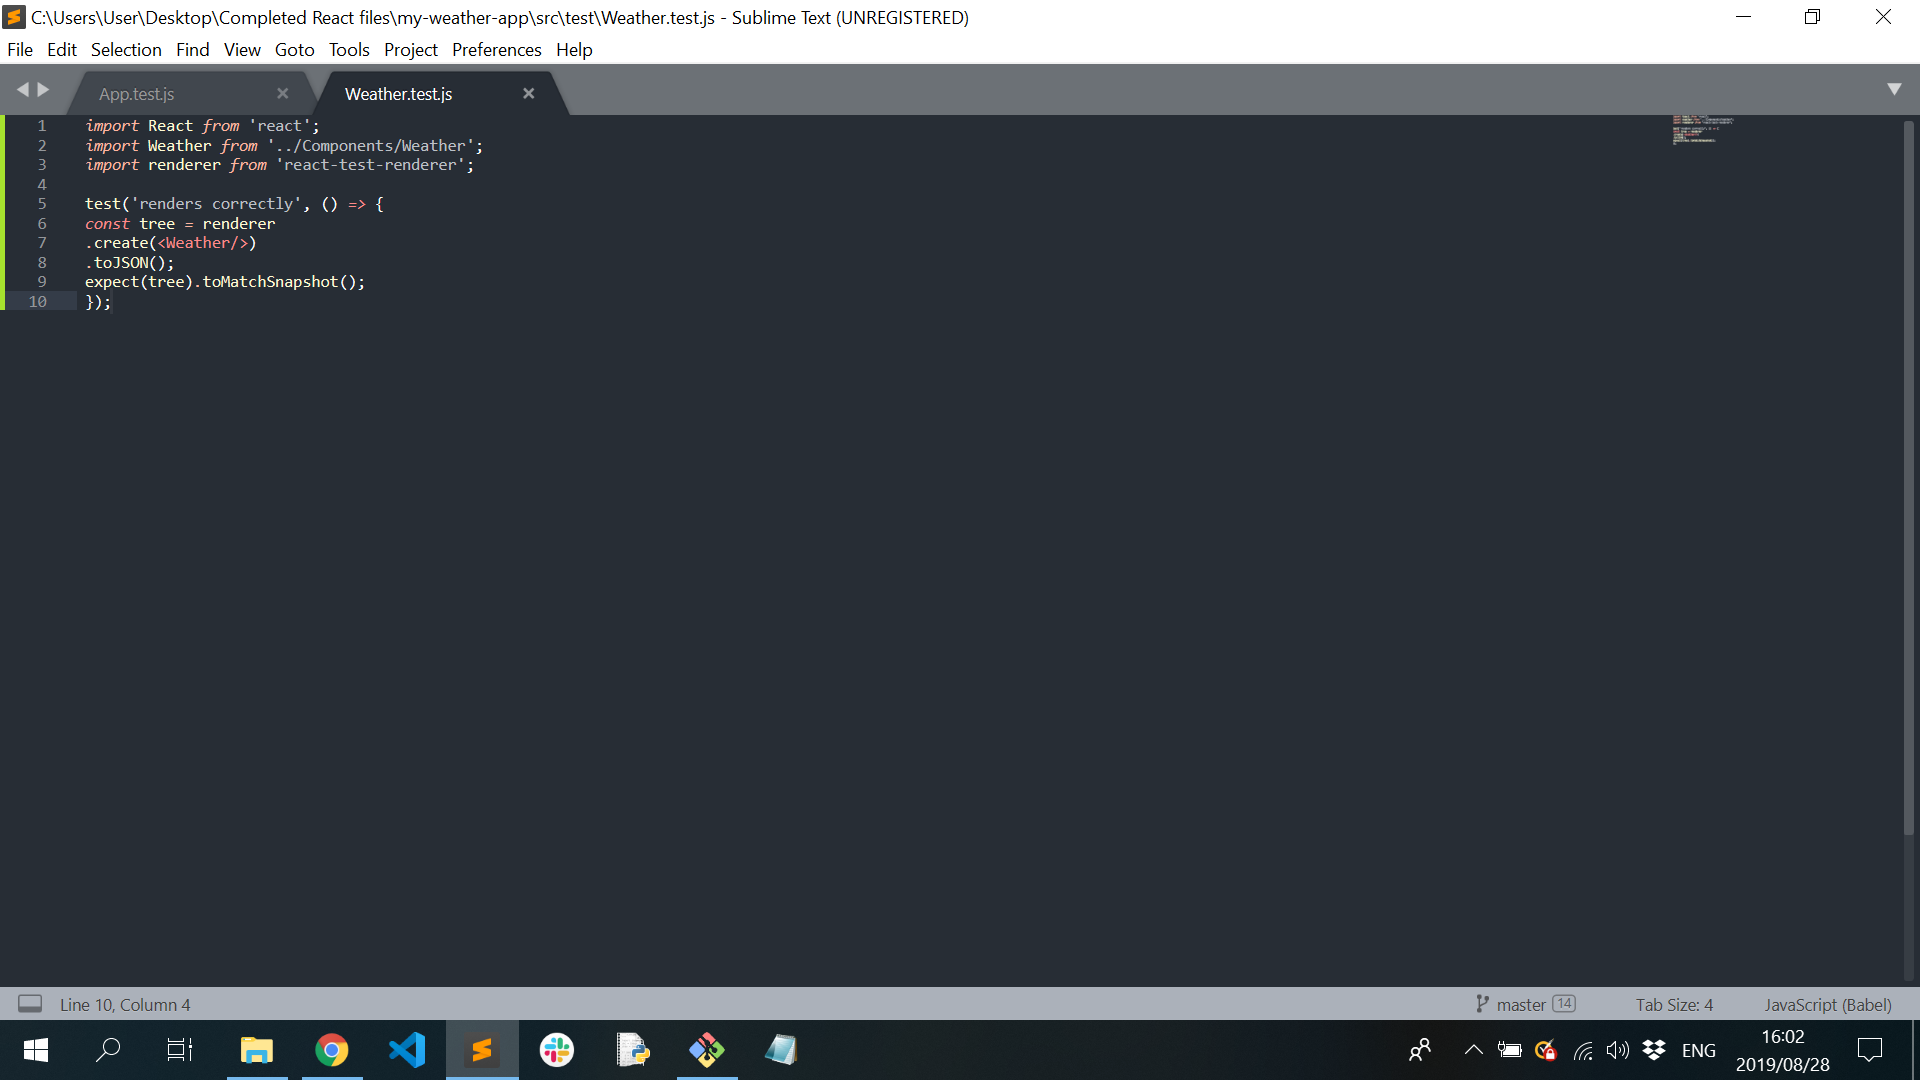 C:\Users\User\Desktop\Completed React files\my-weather-app\src\test\Weather.test.js - Sublime Text (UNREGISTERED)
File Edit Selection Find View Goto Tools Project Preferences Help
App.test.js Weather.test.js
1 import React from 'react';
2 import Weather from '../Components/Weather';
3 import renderer from 'react-test-renderer';
4
5 test('renders correctly', () => {
6 const tree = renderer
7 .create(<Weather/>)
8 .toJSON();
9 expect(tree).toMatchSnapshot();
10 });
Line 10, Column 4 master 14 Tab Size: 4 JavaScript (Babel)
ENG 16:02
2019/08/28